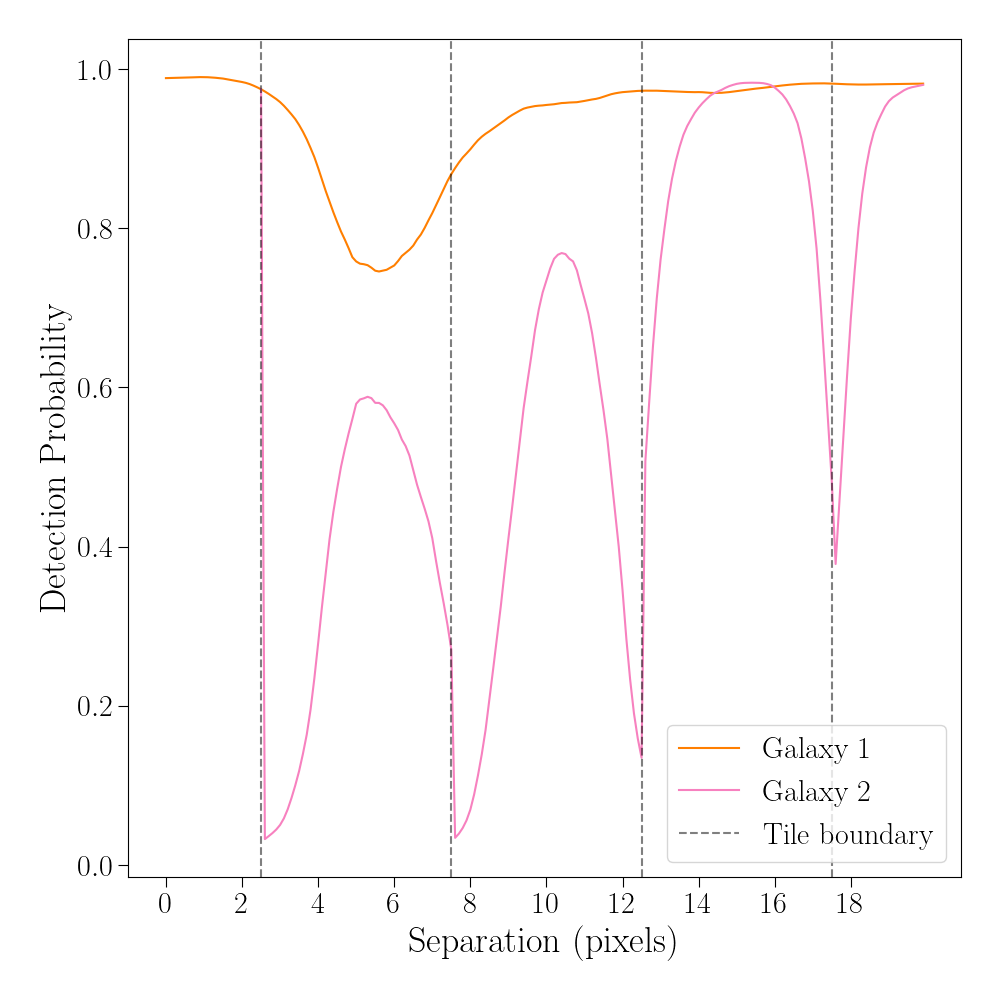 Detection Probability
1.0
0.8
0.6
0.4
0.2
0.0
Galaxy 1
Galaxy 2
Tile boundary
0 2 4 6 8 10 12 14 16 18
Separation (pixels)